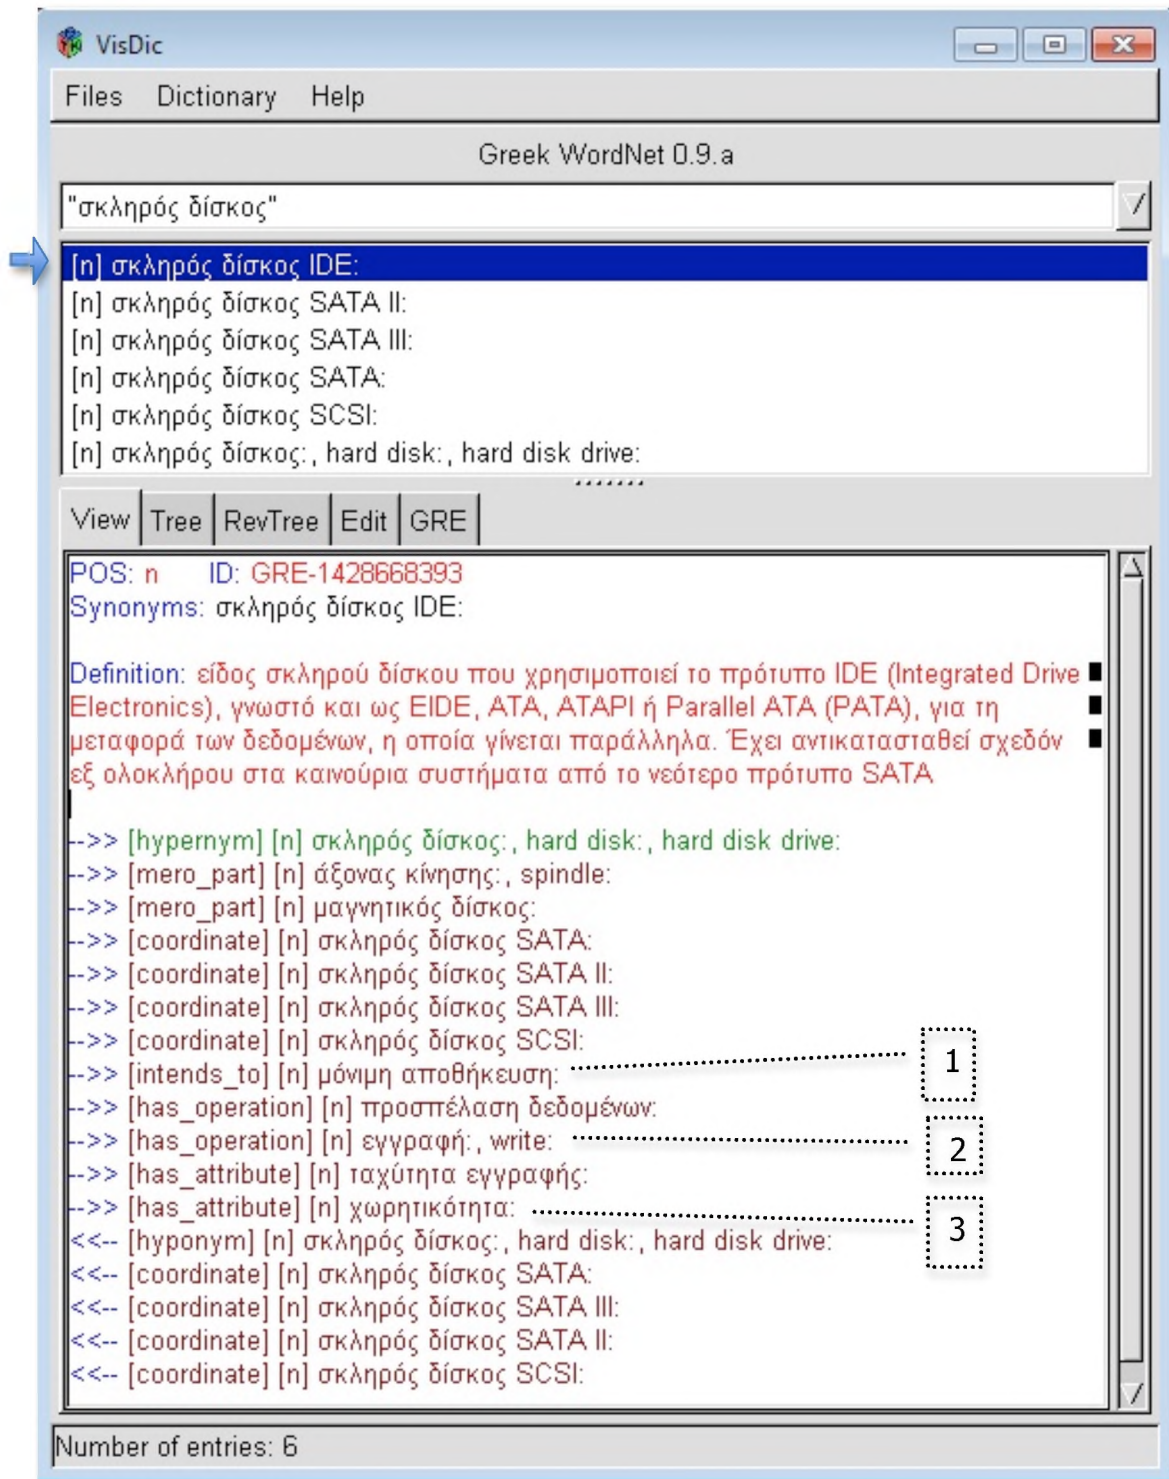 VisDic
Files Dictionary Help
Greek WordNet 0.9.a
"σκληρός δίσκος"
[n] σκληρός δίσκος IDE:
[n] σκληρός δίσκος SATA II:
[n] σκληρός δίσκος SATA III:
[n] σκληρός δίσκος SATA:
[n] σκληρός δίσκος SCSI:
[n] σκληρός δίσκος:, hard disk:, hard disk drive:
View Tree RevTree Edit GRE
POS: n ID: GRE-1428668393
Synonyms: σκληρός δίσκος IDE:
Definition: είδος σκληρού δίσκου που χρησιμοποιεί το πρότυπο IDE (Integrated Drive
Electronics), γνωστό και ως EIDE, ATA, ATAPI ή Parallel ATA (PATA), για τη
μεταφορά των δεδομένων, η οποία γίνεται παράλληλα. Έχει αντικατασταθεί σχεδόν
εξ ολοκλήρου στα καινούρια συστήματα από το νεότερο πρότυπο SATA
-->> [hypernym] [n] σκληρός δίσκος:, hard disk:, hard disk drive:
-->> [mero_part] [n] άξονας κίνησης:, spindle:
-->> [mero_part] [n] μαγνητικός δίσκος:
-->> [coordinate] [n] σκληρός δίσκος SATA:
-->> [coordinate] [n] σκληρός δίσκος SATA II:
-->> [coordinate] [n] σκληρός δίσκος SATA III:
-->> [coordinate] [n] σκληρός δίσκος SCSI:
-->> [intends_to] [n] μόνιμη αποθήκευση: 1
-->> [has_operation] [n] προσπέλαση δεδομένων:
-->> [has_operation] [n] εγγραφή:, write: 2
-->> [has_attribute] [n] ταχύτητα εγγραφής:
-->> [has_attribute] [n] χωρητικότητα: 3
<<-- [hyponym] [n] σκληρός δίσκος:, hard disk:, hard disk drive:
<<-- [coordinate] [n] σκληρός δίσκος SATA:
<<-- [coordinate] [n] σκληρός δίσκος SATA III:
<<-- [coordinate] [n] σκληρός δίσκος SATA II:
<<-- [coordinate] [n] σκληρός δίσκος SCSI:
Number of entries: 6